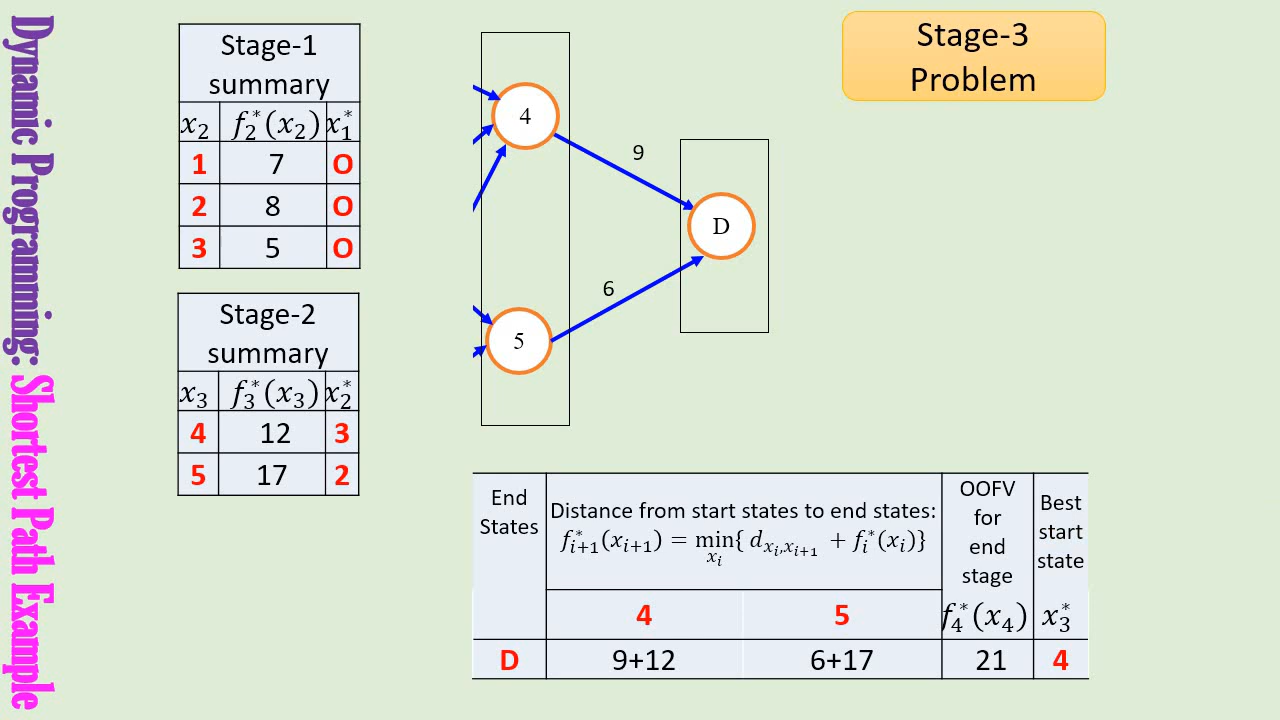 Dynamic Programming: Shortest Path Example
Stage-1
summary
x₂ f₂*(x₂) x₁*
1 7 O
2 8 O
3 5 O
Stage-2
summary
x₃ f₃*(x₃) x₂*
4 12 3
5 17 2
4
9
D
6
5
Stage-3
Problem
End
States
Distance from start states to end states:
f*ᵢ₊₁(xᵢ₊₁) = min{ d_{xᵢ,xᵢ₊₁} + fᵢ*(xᵢ)}
xᵢ
OOFV
for
end
stage
Best
start
state
4 5 f₄*(x₄) x₃*
D 9+12 6+17 21 4